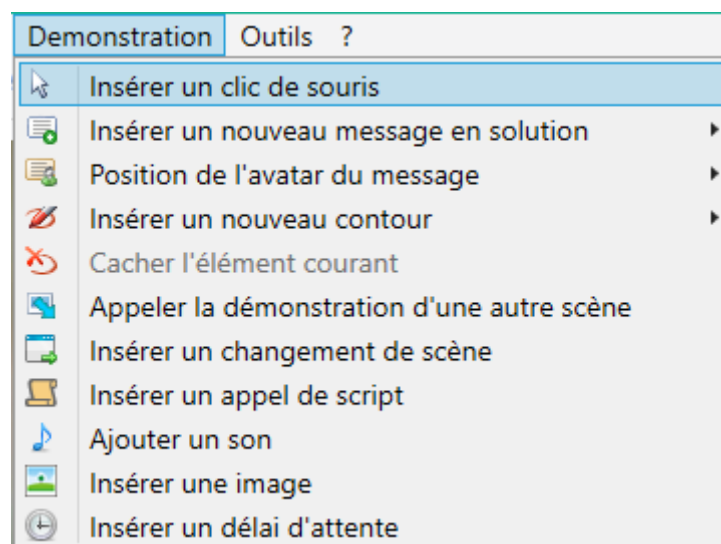 Demonstration Outils ?
Insérer un clic de souris
Insérer un nouveau message en solution
Position de l'avatar du message
Insérer un nouveau contour
Cacher l'élément courant
Appeler la démonstration d'une autre scène
Insérer un changement de scène
Insérer un appel de script
Ajouter un son
Insérer une image
Insérer un délai d'attente